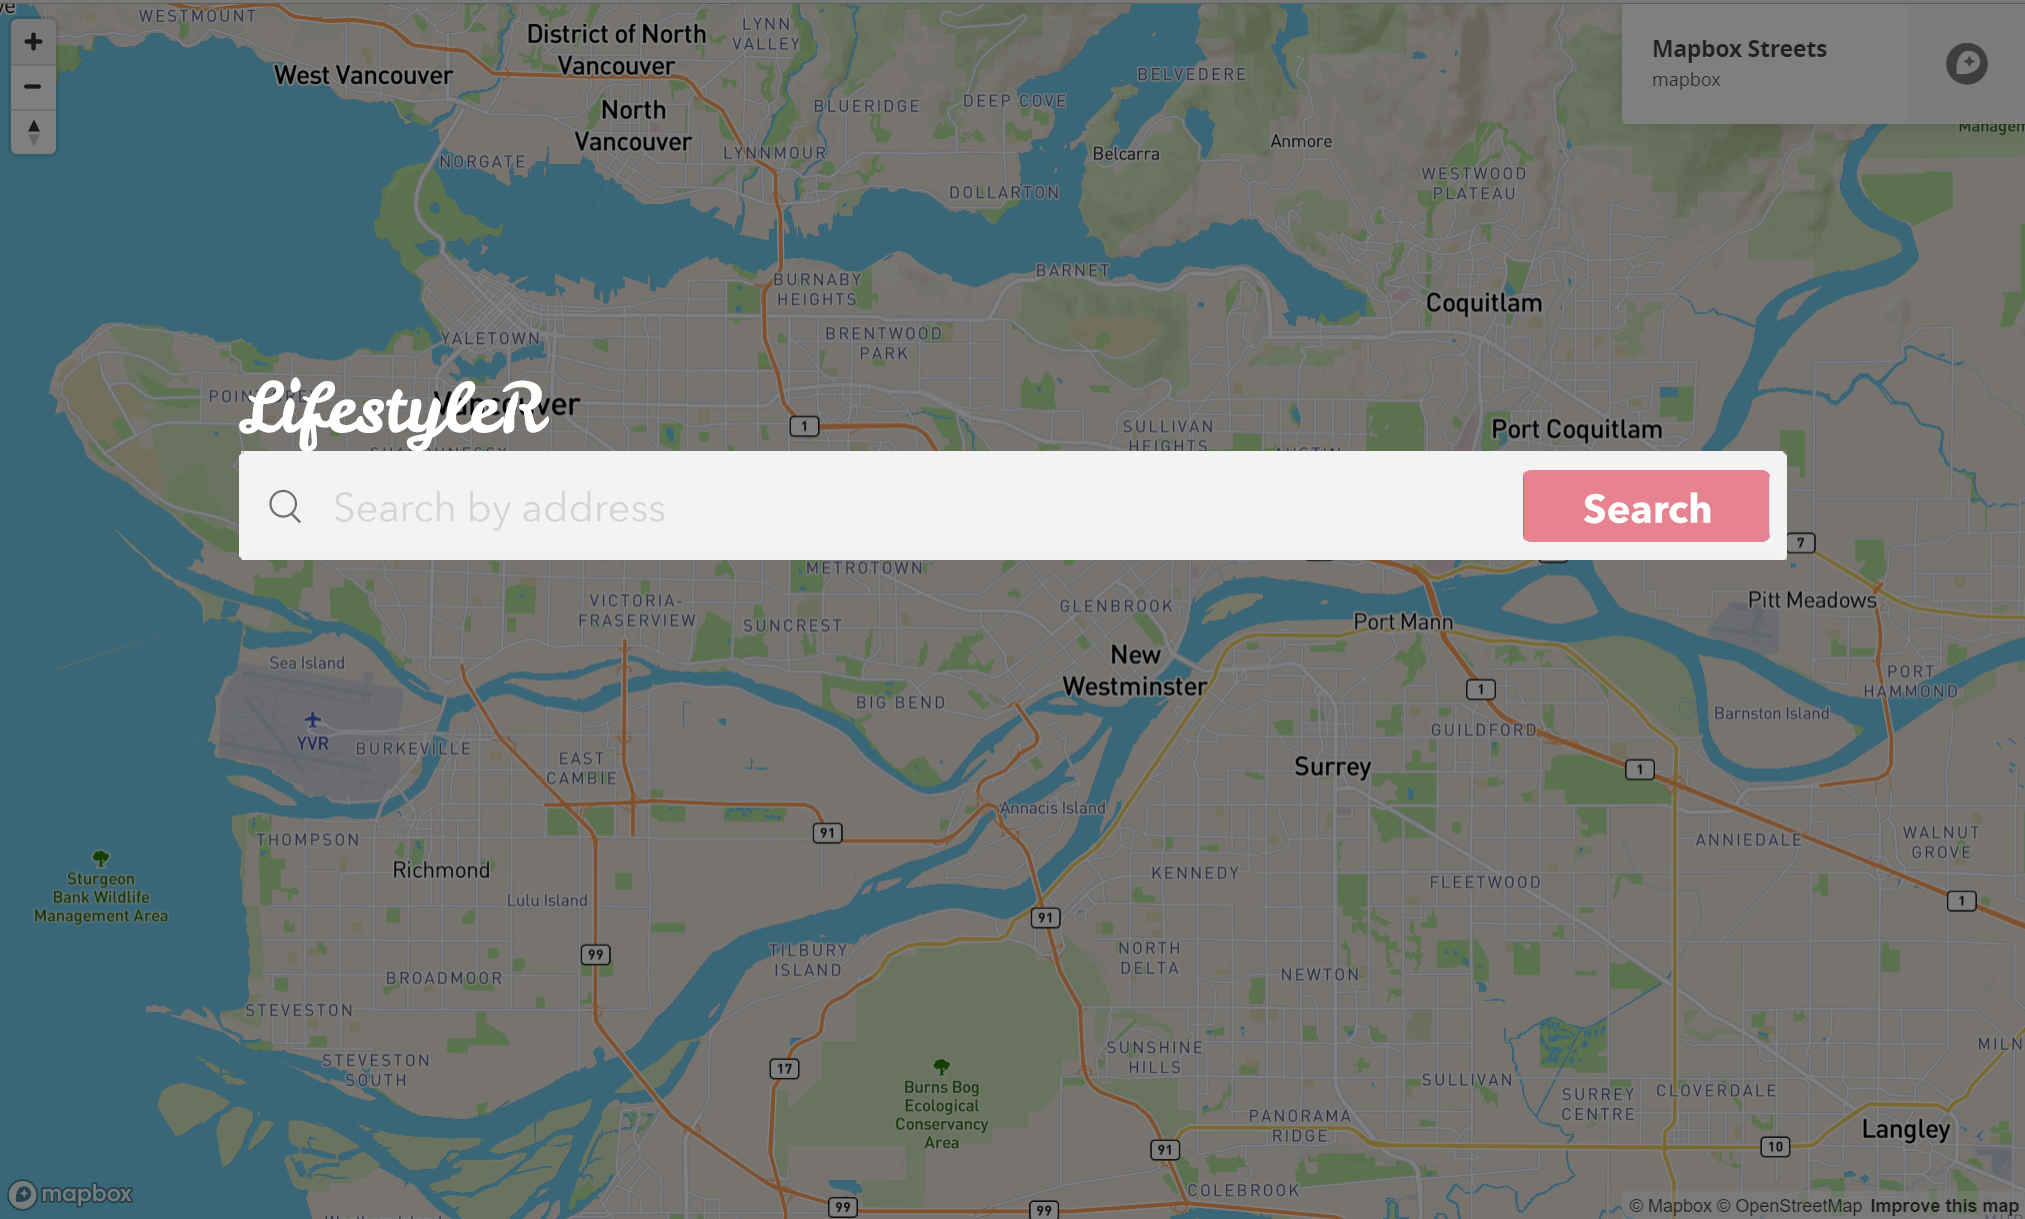 WESTMOUNT
District of North
Vancouver
LYNN
VALLEY
West Vancouver
North
Vancouver
BLUERIDGE
DEEP COVE
BELVEDERE
Mapbox Streets
mapbox
NORGATE
LYNNMOUR
Belcarra
Anmore
DOLLARTON
WESTWOOD
PLATEAU
BURNABY
HEIGHTS
BARNET
Coquitlam
YALETOWN
BRENTWOOD
PARK
LifestyleR
1
SULLIVAN
HEIGHTS
Port Coquitlam
Search by address
Search
7
METROTOWN
VICTORIA-
FRASERVIEW
SUNCREST
GLENBROOK
Port Mann
Pitt Meadows
Sea Island
New
Westminster
1
PORT
HAMMOND
YVR
BURKEVILLE
BIG BEND
GUILDFORD
Barnston Island
EAST
CAMBIE
Surrey
1
Annacis Island
THOMPSON
91
ANNIEDALE
WALNUT
GROVE
Richmond
Sturgeon
Bank Wildlife
Management Area
Lulu Island
KENNEDY
FLEETWOOD
1
91
99
TILBURY
ISLAND
NORTH
DELTA
NEWTON
BROADMOOR
STEVESTON
STEVESTON
SOUTH
17
SUNSHINE
HILLS
Burns Bog
Ecological
Conservancy
Area
SULLIVAN
SURREY
CENTRE
CLOVERDALE
PANORAMA
RIDGE
91
10
Langley
COLEBROOK
99
99
mapbox
© Mapbox © OpenStreetMap Improve this map